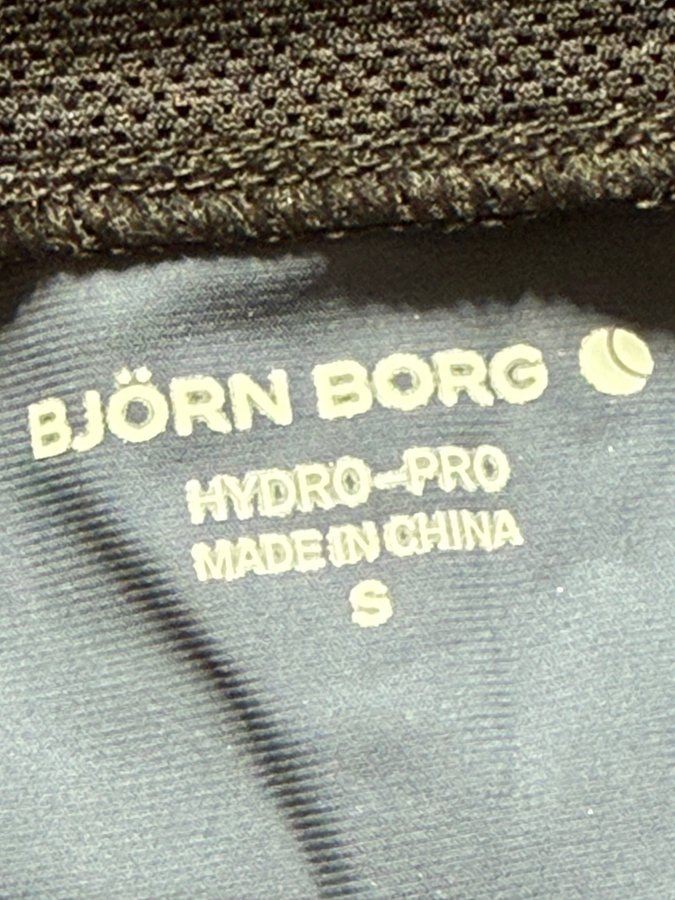 BJÖRN BORG
HYDRO-PRO
MADE IN CHINA
S